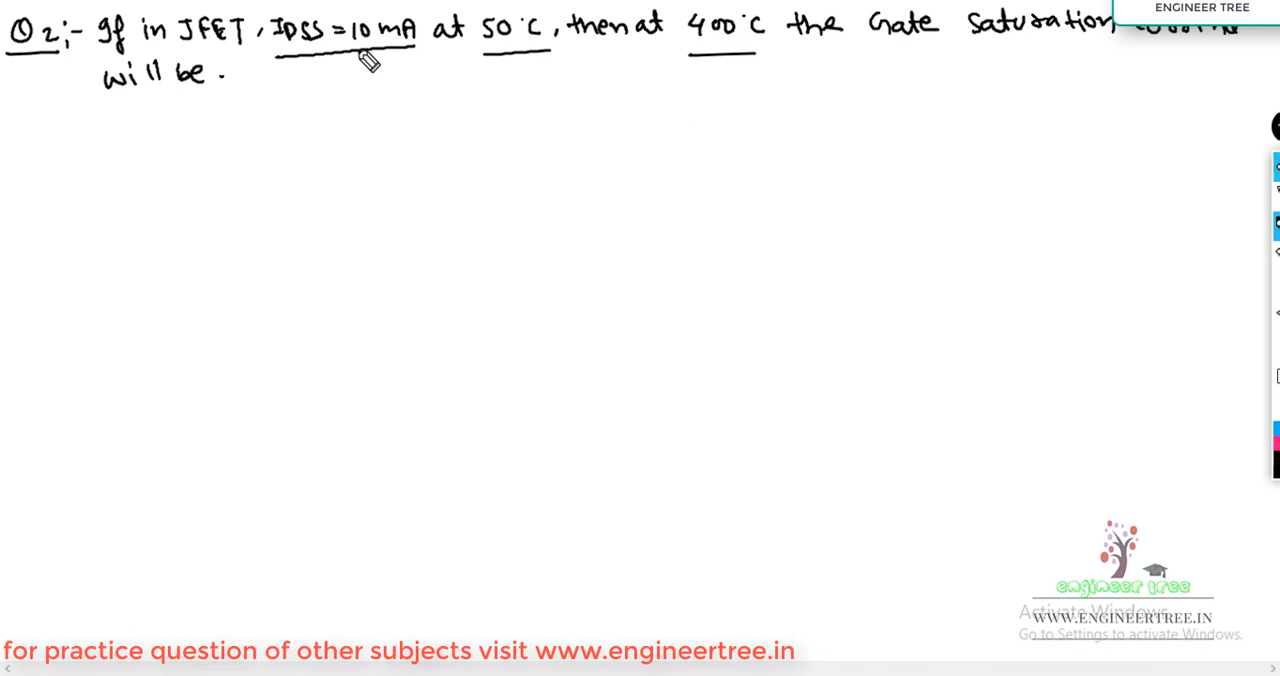 ENGINEER TREE
Q2:- If in JFET, IDSS = 10 mA at 50°C, then at 400°C the Gate Saturation
will be.
engineer tree
WWW.ENGINEERTREE.IN
Activate Windows
Go to Settings to activate Windows.
for practice question of other subjects visit www.engineertree.in